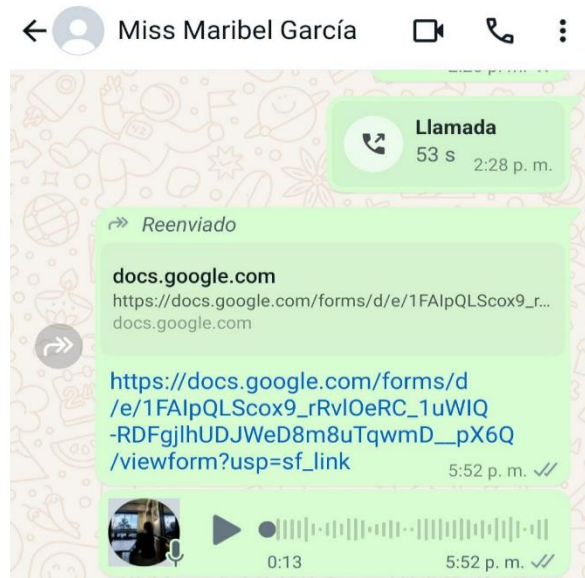 Miss Maribel García
Llamada
53 s
2:28 p. m.
Reenviado
docs.google.com
https://docs.google.com/forms/d/e/1FAIpQLScox9_r...
docs.google.com
https://docs.google.com/forms/d
/e/1FAIpQLScox9_rRvlOeRC_1uWIQ
-RDFgjlhUDJWeD8m8uTqwmD__pX6Q
/viewform?usp=sf_link
5:52 p. m.
0:13
5:52 p. m.